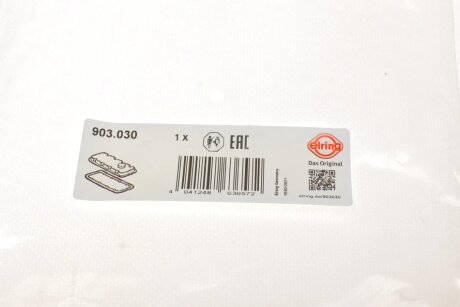 903.030
1 X
EAC
elring
Das Original
4 041248 636572
Elring Germany
elring.de/903030